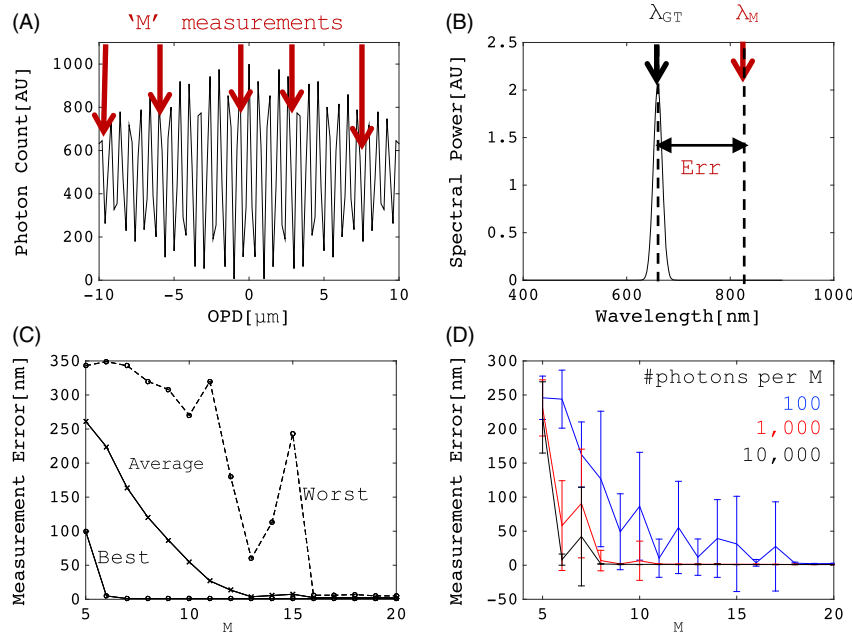 (A)
'M' measurements
Photon Count[AU]
1000
800
600
400
200
0
-10
-5
0
5
10
OPD[μm]
(B)
λGT
λM
Spectral Power[AU]
2.5
2
1.5
1
0.5
0
Err
400
600
800
1000
Wavelength[nm]
(C)
Measurement Error[nm]
350
300
250
200
150
100
50
0
Average
Worst
Best
5
10
15
20
M
(D)
Measurement Error[nm]
300
250
200
150
100
50
0
-50
#photons per M
100
1,000
10,000
5
10
15
20
M